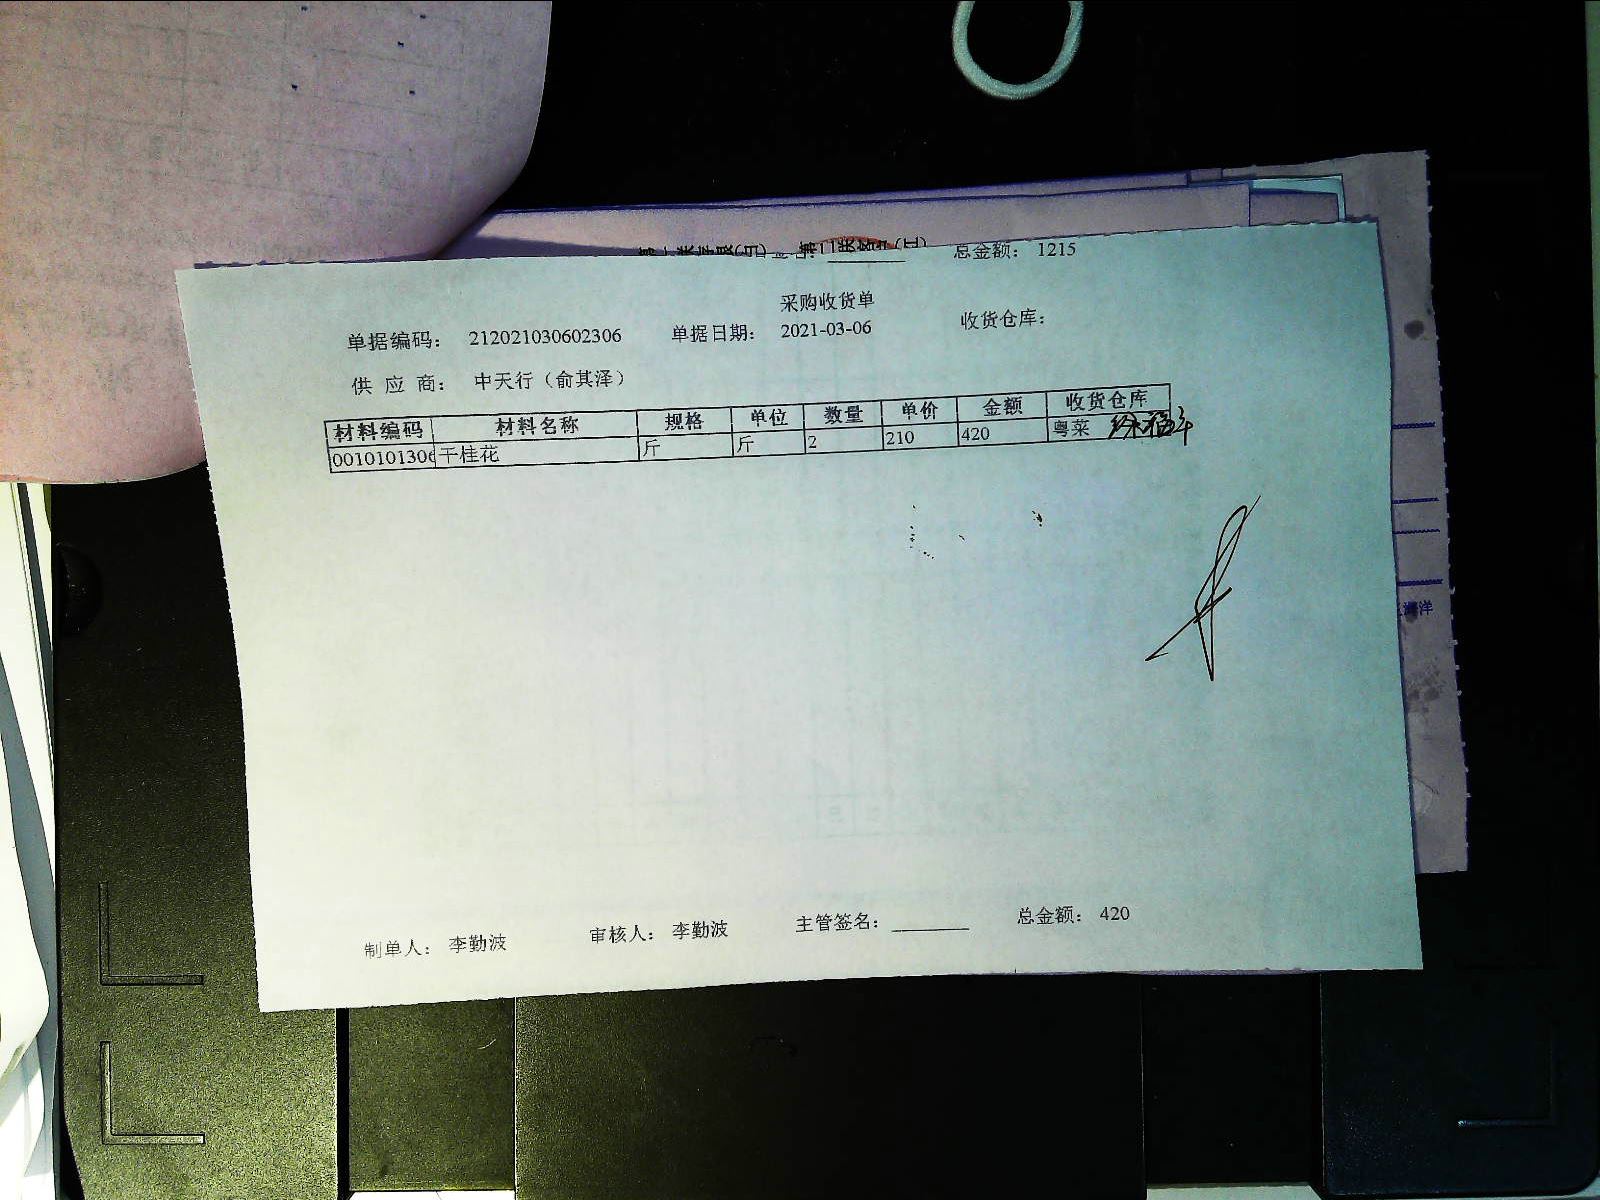 总金额： 1215
采购收货单
单据编码： 212021030602306 单据日期： 2021-03-06 收货仓库：
供 应 商： 中天行（俞其泽）
材料编码 材料名称 规格 单位 数量 单价 金额 收货仓库
0010101306 干桂花 斤 斤 2 210 420 粤菜
制单人： 李勤波 审核人： 李勤波 主管签名： 总金额： 420